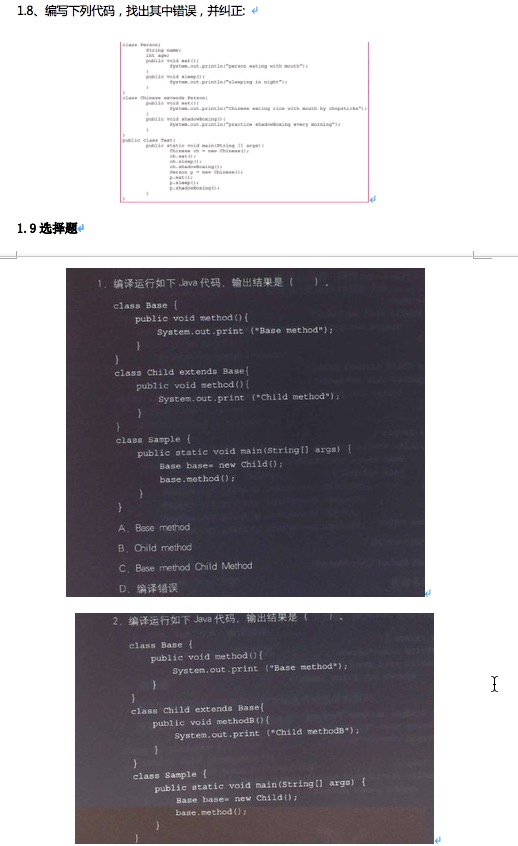 1.8、编写下列代码，找出其中错误，并纠正:
class Person{
String name;
int age;
public void eat(){
System.out.println("person eating with mouth");
}
public void sleep(){
System.out.println("sleeping in night");
}
}
class Chinese extends Person{
public void eat(){
System.out.println("Chinese eating rice with mouth by chopsticks");
}
public void shadowBoxing(){
System.out.println("practice shadowBoxing every morning");
}
}
public class Test{
public static void main(String [] args){
Chinese ch = new Chinese();
ch.eat();
ch.sleep();
ch.shadowBoxing();
Person p = new Chinese();
p.eat();
p.sleep();
p.shadowBoxing();
}
}
1.9 选择题
1、编译运行如下 Java 代码，输出结果是（ ）。
class Base {
public void method(){
System.out.print ("Base method");
}
}
class Child extends Base{
public void method(){
System.out.print ("Child method");
}
}
class Sample {
public static void main(String[] args) {
Base base= new Child();
base.method();
}
}
A、Base method
B、Child method
C、Base method Child Method
D、编译错误
2、编译运行如下 Java 代码，输出结果是（ ）。
class Base {
public void method(){
System.out.print ("Base method");
}
}
class Child extends Base{
public void methodB(){
System.out.print ("Child methodB");
}
}
class Sample {
public static void main(String[] args) {
Base base= new Child();
base.method();
}
}